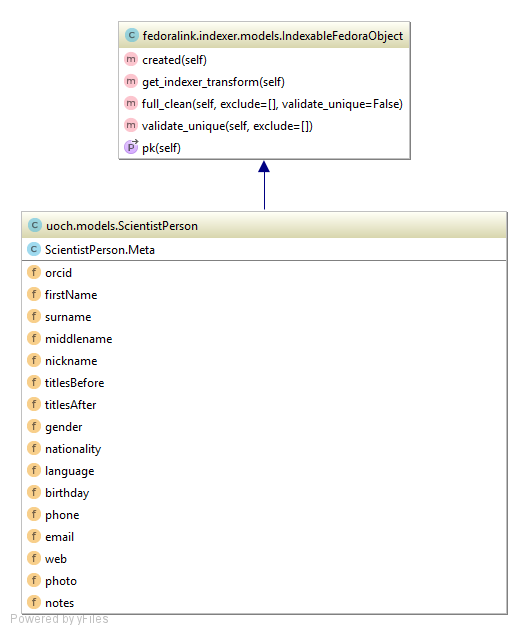 C fedoralink.indexer.models.IndexableFedoraObject
m created(self)
m get_indexer_transform(self)
m full_clean(self, exclude=[], validate_unique=False)
m validate_unique(self, exclude=[])
P pk(self)
C uoch.models.ScientistPerson
C ScientistPerson.Meta
f orcid
f firstName
f surname
f middlename
f nickname
f titlesBefore
f titlesAfter
f gender
f nationality
f language
f birthday
f phone
f email
f web
f photo
f notes
Powered by yFiles